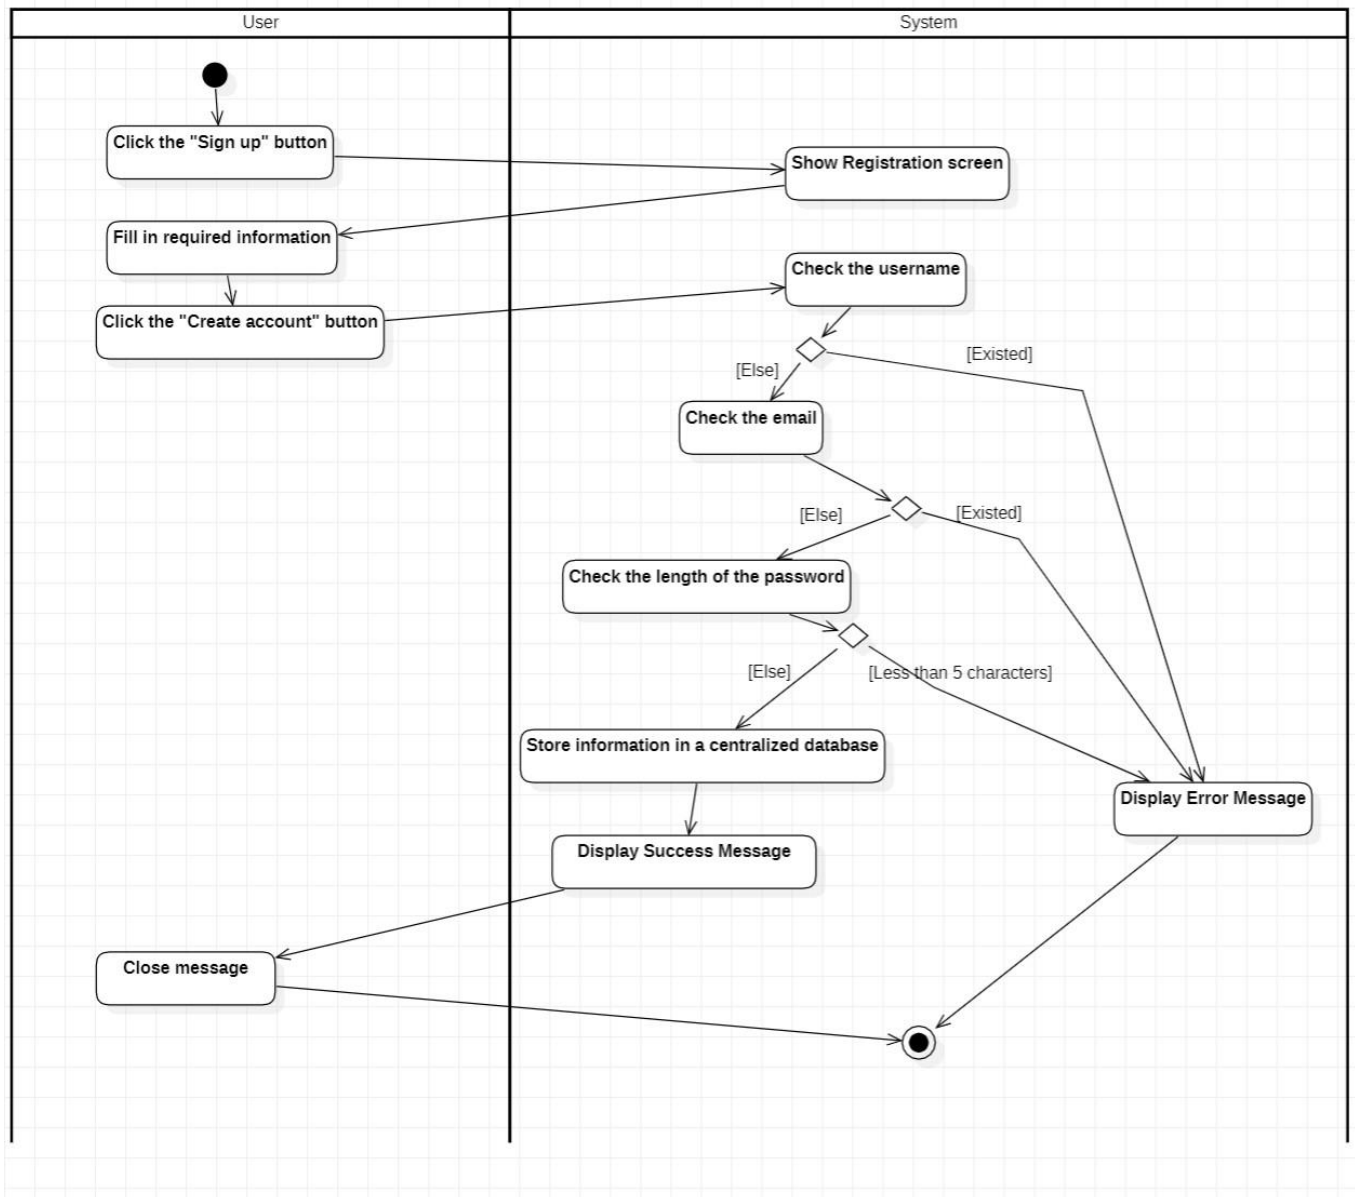 User
System
Click the "Sign up" button
Show Registration screen
Fill in required information
Check the username
Click the "Create account" button
[Existed]
[Else]
Check the email
[Else]
[Existed]
Check the length of the password
[Else]
[Less than 5 characters]
Store information in a centralized database
Display Error Message
Display Success Message
Close message